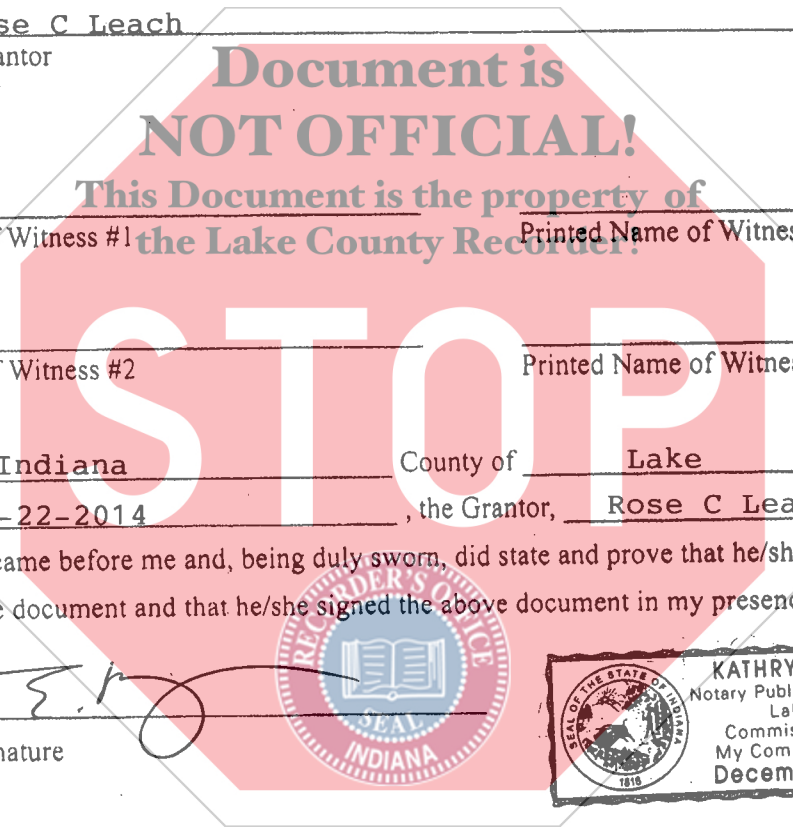 se C Leach
antor
Document is
NOT OFFICIAL!
This Document is the property of
the Lake County Recorder!
Witness #1 Printed Name of Witnes
Witness #2 Printed Name of Witnes
STOP
Indiana County of Lake
-22-2014, the Grantor, Rose C Lea
came before me and, being duly sworn, did state and prove that he/sh
e document and that he/she signed the above document in my presenc
nature
RECORDER'S OFFICE
SEAL
INDIANA
SEAL OF THE STATE OF INDIANA
1816
KATHRY
Notary Publ
La
Commis
My Com
Decem